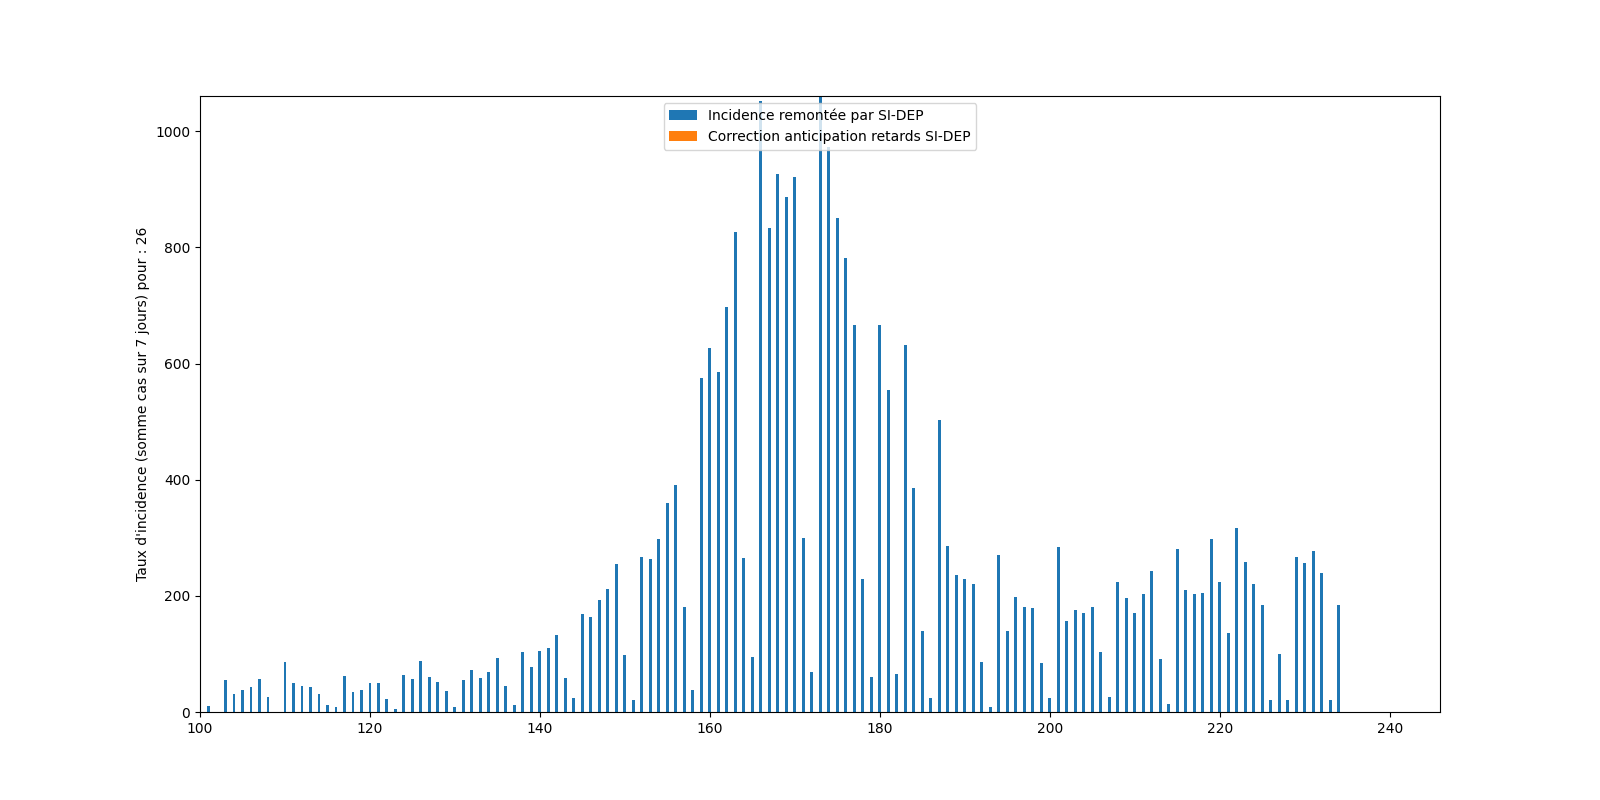 Incidence remontée par SI-DEP
Correction anticipation retards SI-DEP
Taux d'incidence (somme cas sur 7 jours) pour : 26
1000
800
600
400
200
0
100 120 140 160 180 200 220 240